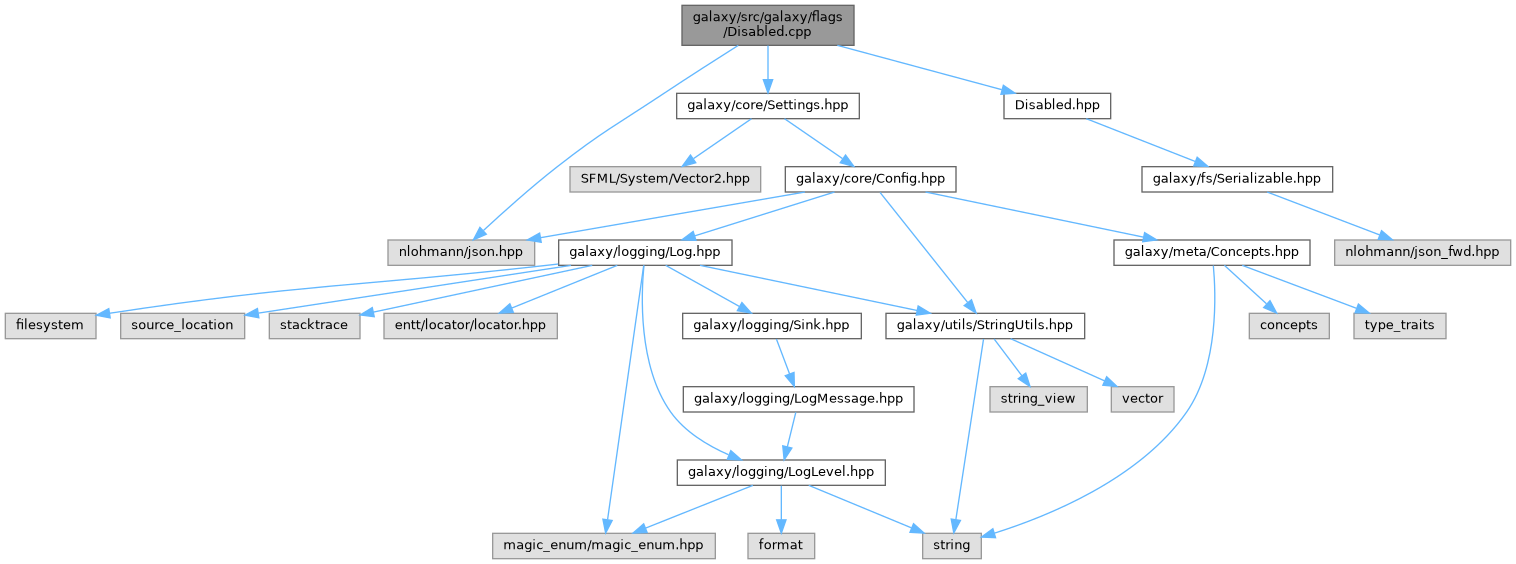 galaxy/src/galaxy/flags
/Disabled.cpp
galaxy/core/Settings.hpp
Disabled.hpp
SFML/System/Vector2.hpp
galaxy/core/Config.hpp
galaxy/fs/Serializable.hpp
nlohmann/json.hpp
galaxy/logging/Log.hpp
galaxy/meta/Concepts.hpp
nlohmann/json_fwd.hpp
filesystem
source_location
stacktrace
entt/locator/locator.hpp
galaxy/logging/Sink.hpp
galaxy/utils/StringUtils.hpp
concepts
type_traits
galaxy/logging/LogMessage.hpp
string_view
vector
galaxy/logging/LogLevel.hpp
magic_enum/magic_enum.hpp
format
string